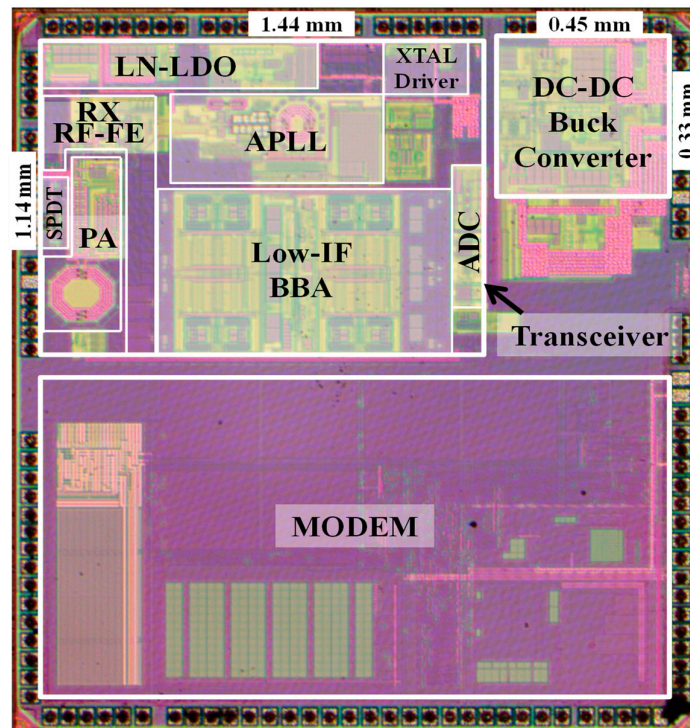 1.44 mm
0.45 mm
LN-LDO
XTAL
Driver
DC-DC
Buck
Converter
0.33 mm
RX
RF-FE
APLL
1.14 mm
SPDT
PA
Low-IF
BBA
ADC
Transceiver
MODEM